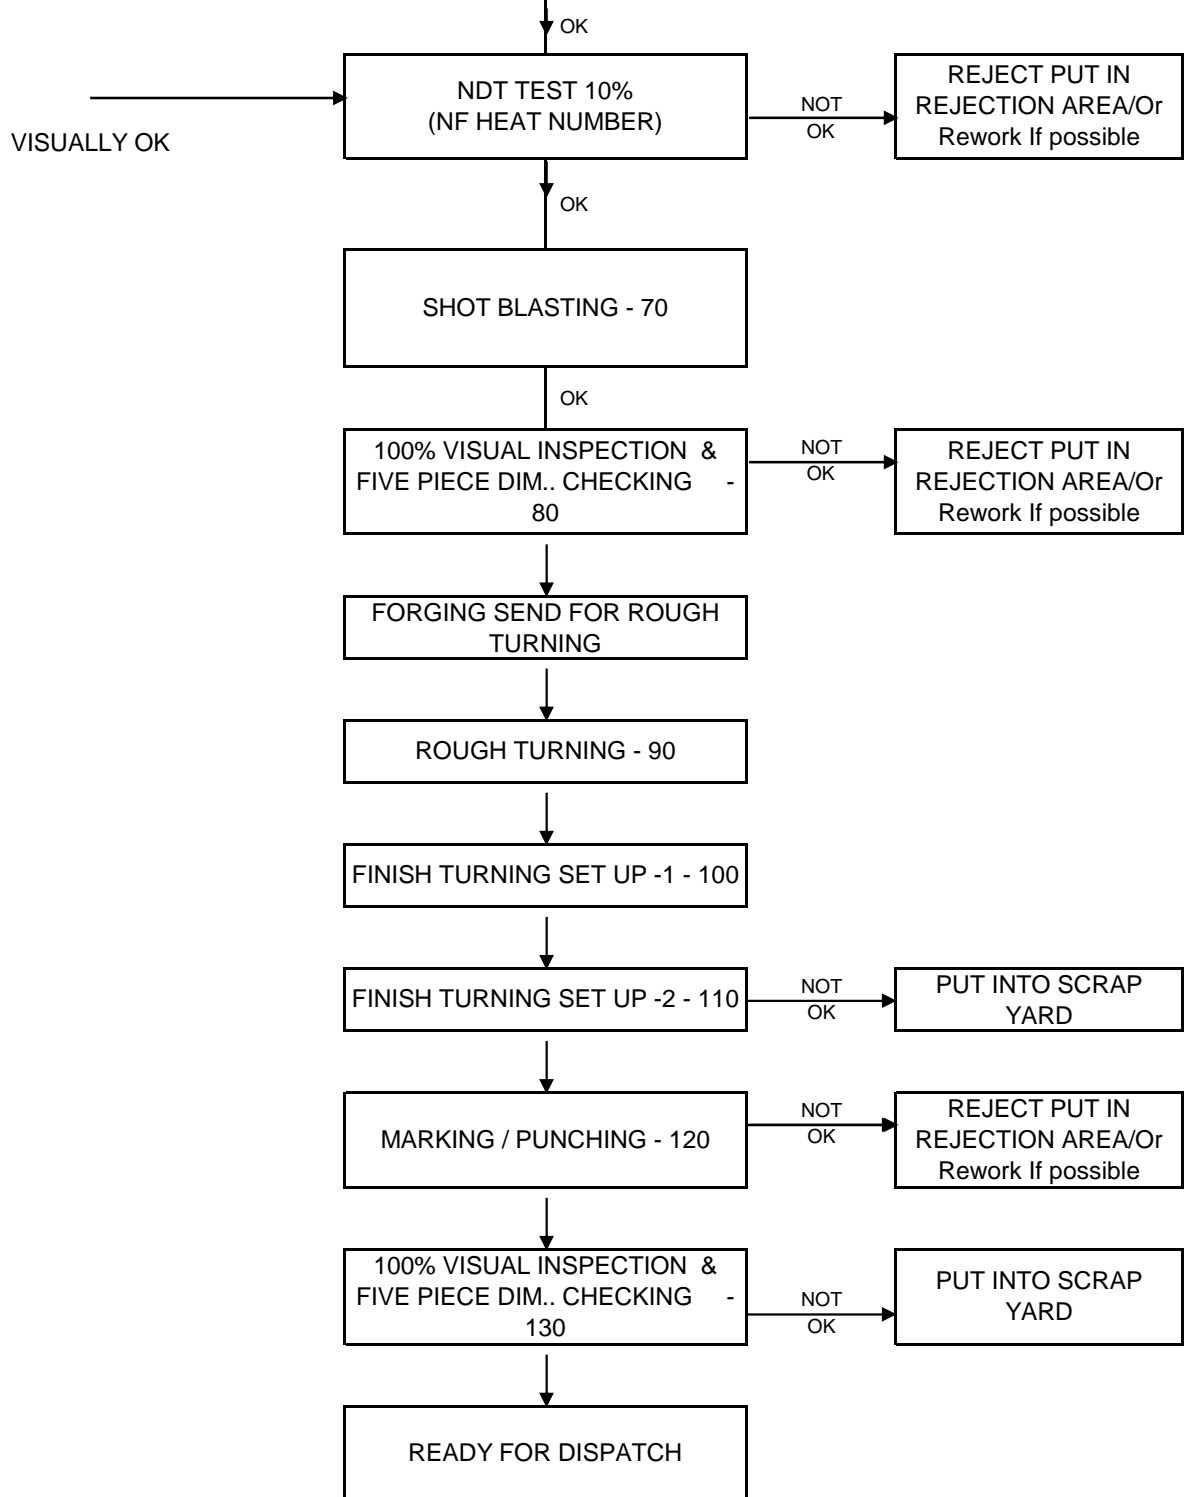 OK
NDT TEST 10%
(NF HEAT NUMBER)
NOT
OK
REJECT PUT IN
REJECTION AREA/Or
Rework If possible
VISUALLY OK
OK
SHOT BLASTING - 70
OK
100% VISUAL INSPECTION &
FIVE PIECE DIM.. CHECKING -
80
NOT
OK
REJECT PUT IN
REJECTION AREA/Or
Rework If possible
FORGING SEND FOR ROUGH
TURNING
ROUGH TURNING - 90
FINISH TURNING SET UP -1 - 100
FINISH TURNING SET UP -2 - 110
NOT
OK
PUT INTO SCRAP
YARD
MARKING / PUNCHING - 120
NOT
OK
REJECT PUT IN
REJECTION AREA/Or
Rework If possible
100% VISUAL INSPECTION &
FIVE PIECE DIM.. CHECKING -
130
NOT
OK
PUT INTO SCRAP
YARD
READY FOR DISPATCH